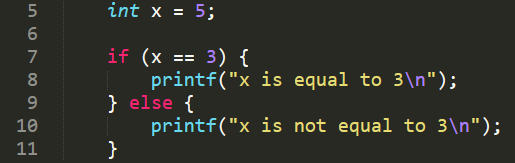 5 int x = 5;
6
7 if (x == 3) {
8 printf("x is equal to 3\n");
9 } else {
10 printf("x is not equal to 3\n");
11 }